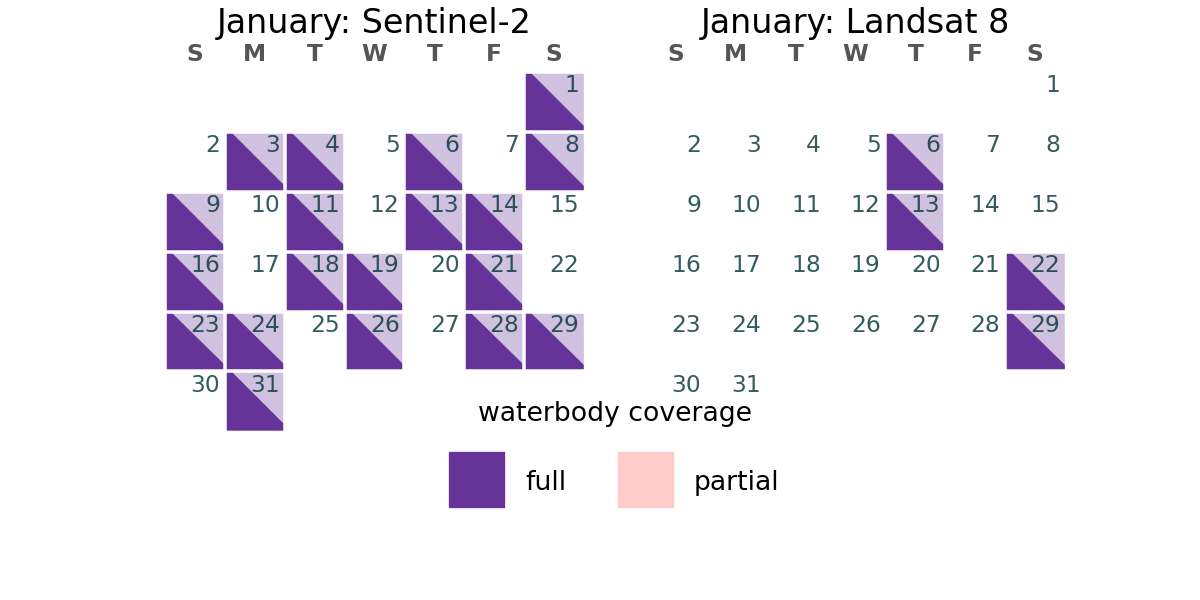 January: Sentinel-2
S M T W T F S
1
2 3 4 5 6 7 8
9 10 11 12 13 14 15
16 17 18 19 20 21 22
23 24 25 26 27 28 29
30 31
January: Landsat 8
S M T W T F S
1
2 3 4 5 6 7 8
9 10 11 12 13 14 15
16 17 18 19 20 21 22
23 24 25 26 27 28 29
30 31
waterbody coverage
full partial